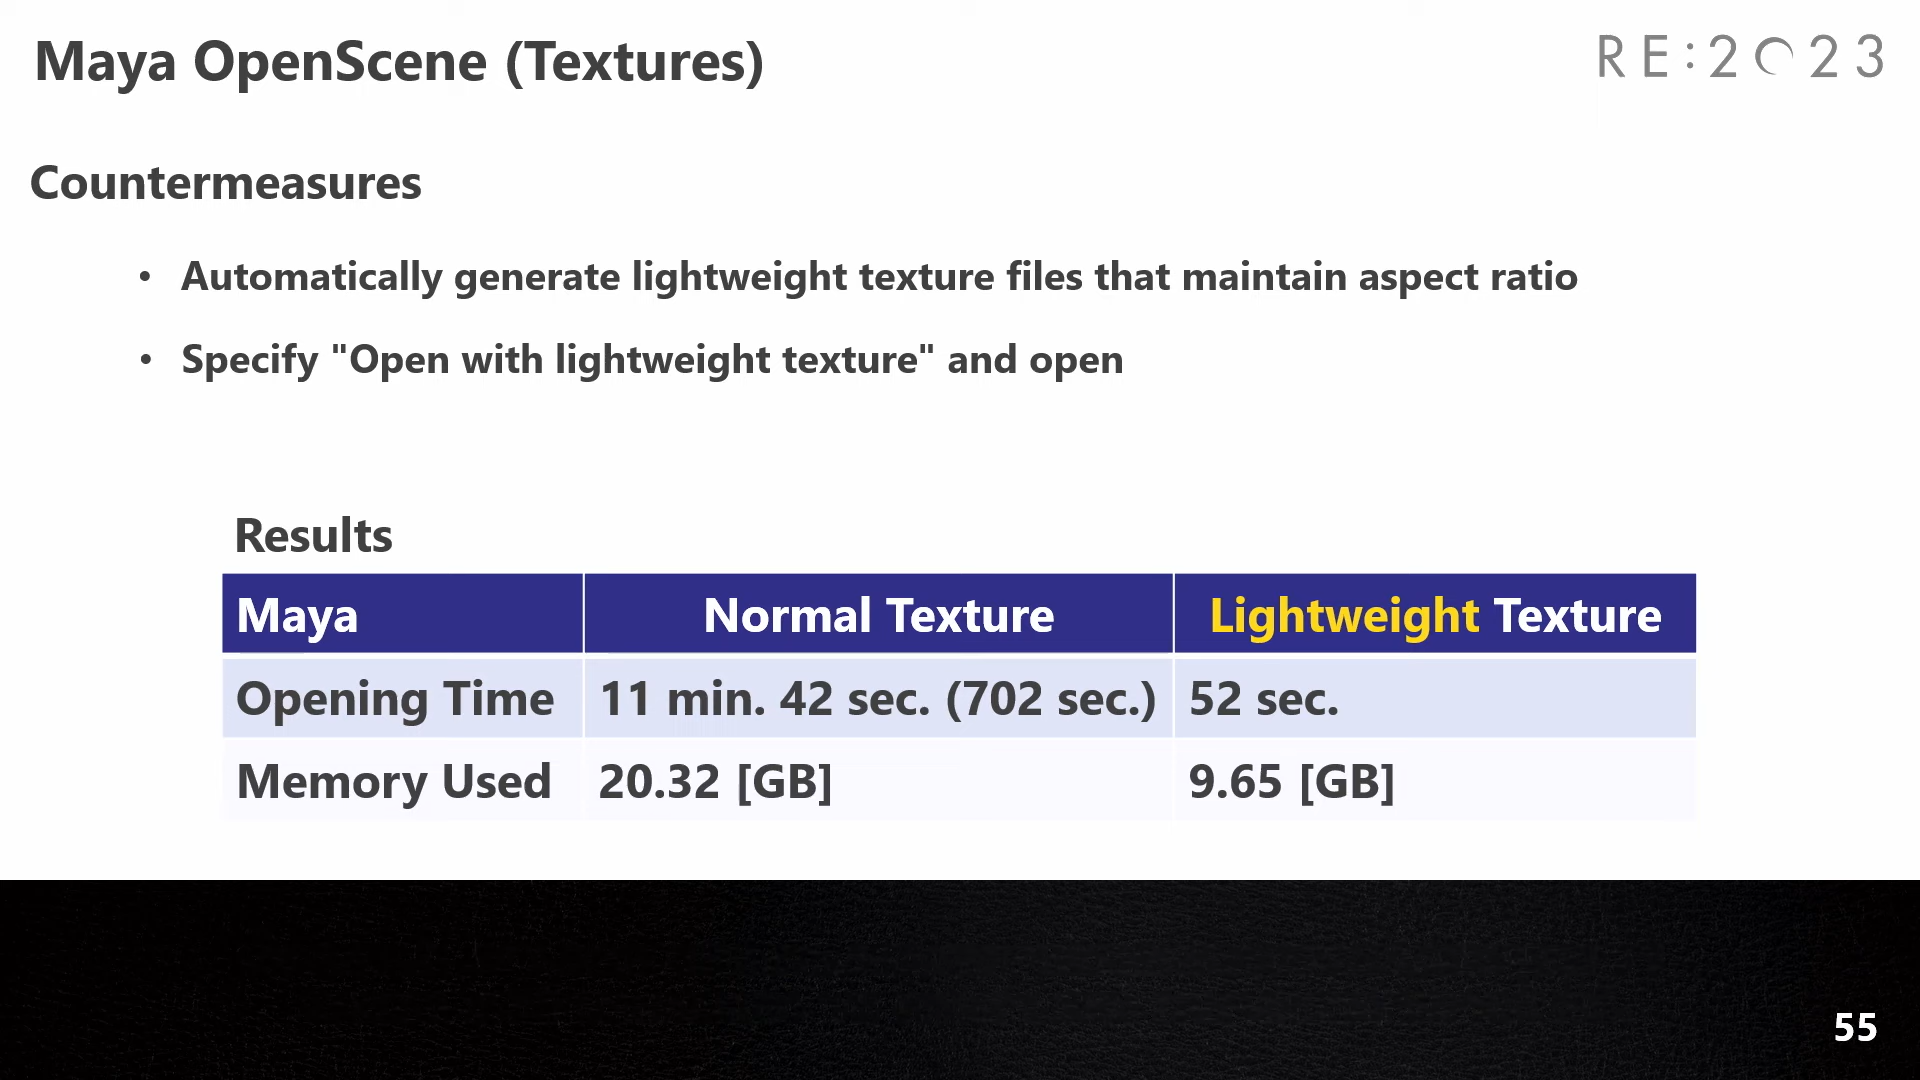 Maya OpenScene (Textures)
RE:2023
Countermeasures
• Automatically generate lightweight texture files that maintain aspect ratio
• Specify "Open with lightweight texture" and open
Results
Maya Normal Texture Lightweight Texture
Opening Time 11 min. 42 sec. (702 sec.) 52 sec.
Memory Used 20.32 [GB] 9.65 [GB]
55